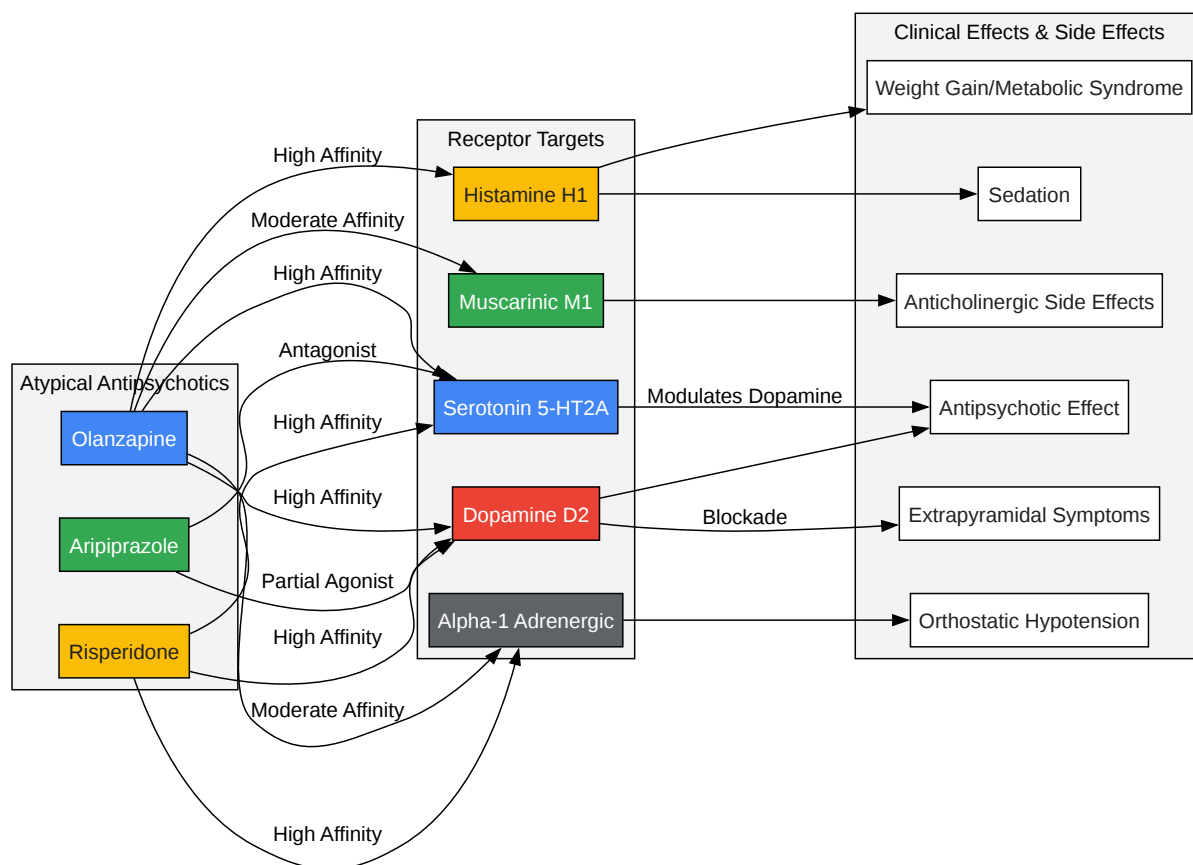 Atypical Antipsychotics
Olanzapine
Aripiprazole
Risperidone
High Affinity
Moderate Affinity
High Affinity
Antagonist
High Affinity
High Affinity
Partial Agonist
High Affinity
Moderate Affinity
High Affinity
Receptor Targets
Histamine H1
Muscarinic M1
Serotonin 5-HT2A
Dopamine D2
Alpha-1 Adrenergic
Modulates Dopamine
Blockade
Clinical Effects & Side Effects
Weight Gain/Metabolic Syndrome
Sedation
Anticholinergic Side Effects
Antipsychotic Effect
Extrapyramidal Symptoms
Orthostatic Hypotension